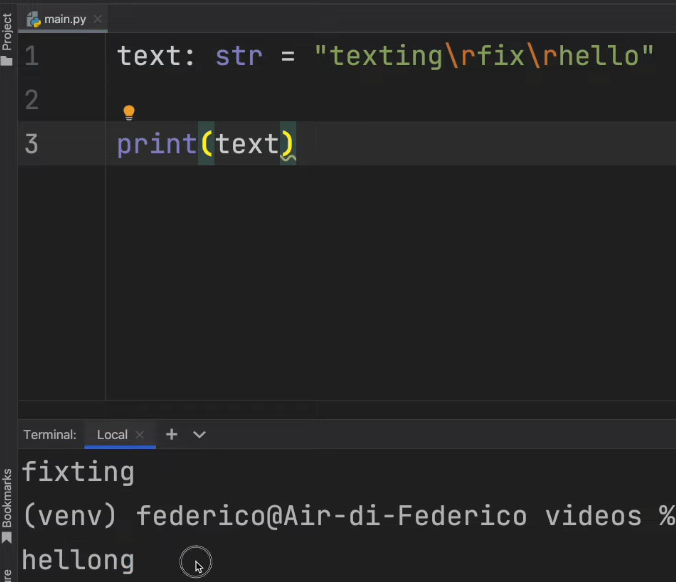 Project
main.py
1 text: str = "texting\rfix\rhello"
2
3 print(text)
Terminal: Local
fixting
(venv) federico@Air-di-Federico videos %
hellong
Bookmarks